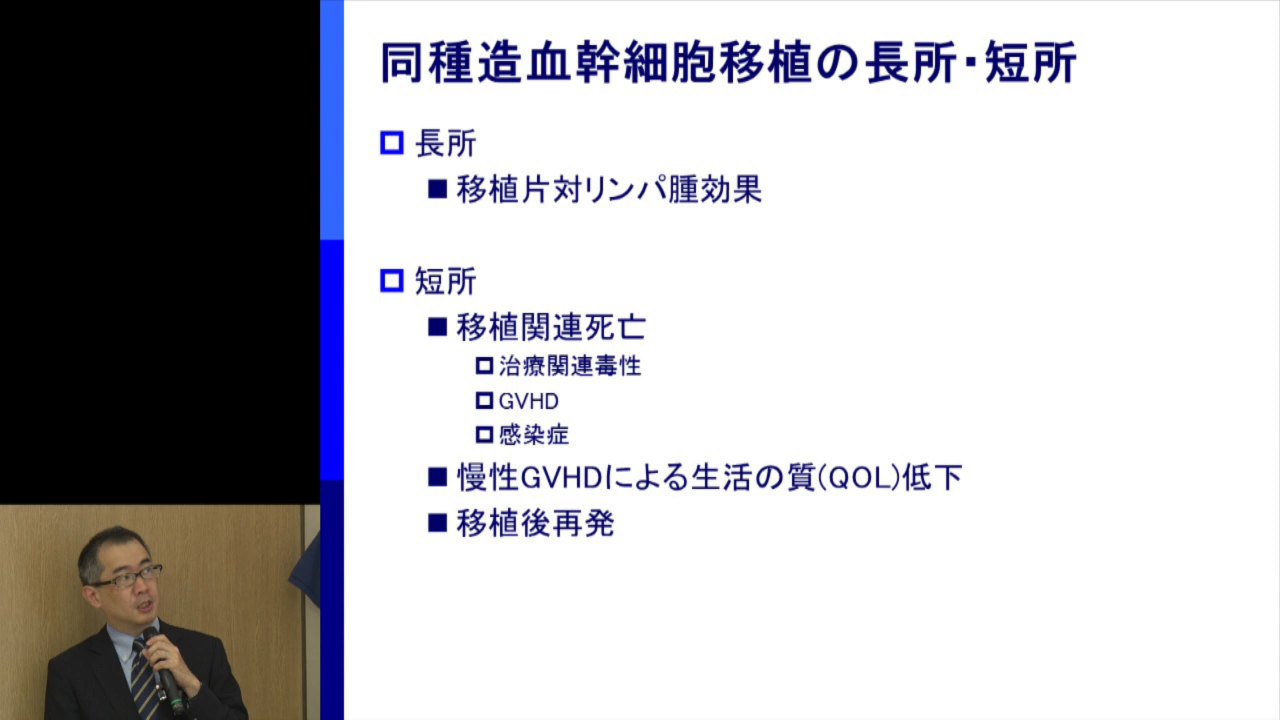 同種造血幹細胞移植の長所・短所
長所
移植片対リンパ腫効果
短所
移植関連死亡
治療関連毒性
GVHD
感染症
慢性GVHDによる生活の質(QOL)低下
移植後再発